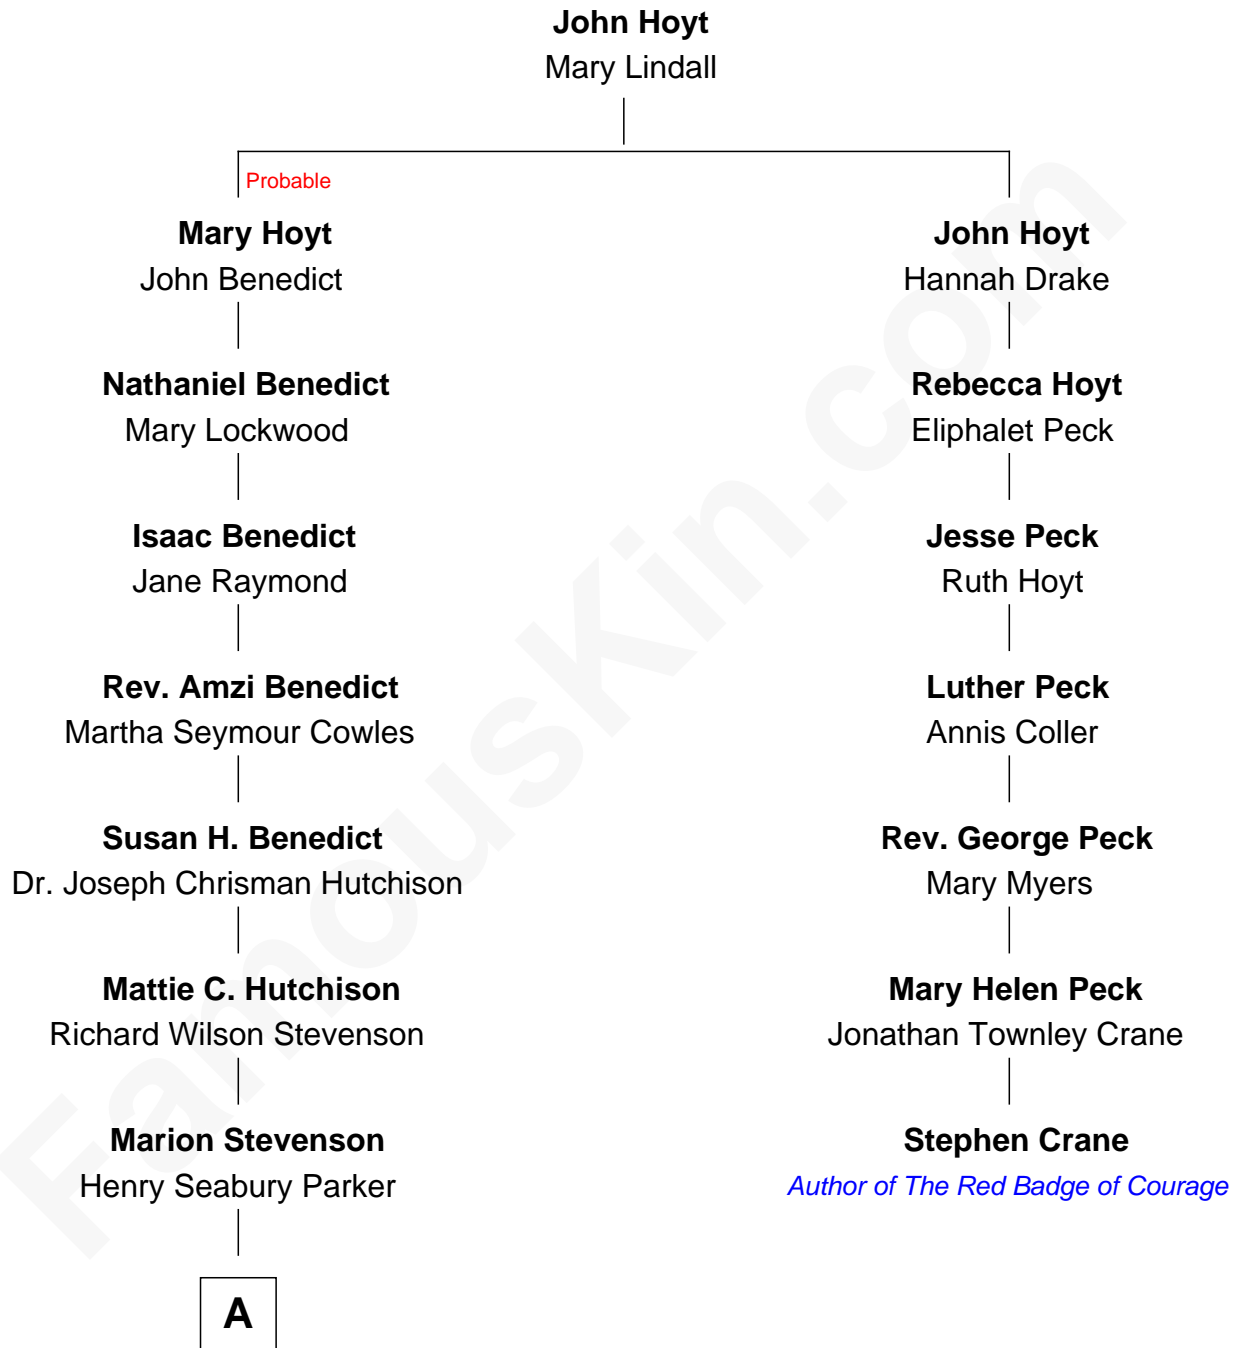 John Hoyt
Mary Lindall
Probable
Mary Hoyt
John Benedict
John Hoyt
Hannah Drake
Nathaniel Benedict
Mary Lockwood
Rebecca Hoyt
Eliphalet Peck
Isaac Benedict
Jane Raymond
Jesse Peck
Ruth Hoyt
Rev. Amzi Benedict
Martha Seymour Cowles
Luther Peck
Annis Coller
Susan H. Benedict
Dr. Joseph Chrisman Hutchison
Rev. George Peck
Mary Myers
Mattie C. Hutchison
Richard Wilson Stevenson
Mary Helen Peck
Jonathan Townley Crane
Marion Stevenson
Henry Seabury Parker
Stephen Crane
Author of The Red Badge of Courage
A
FamousKin.com